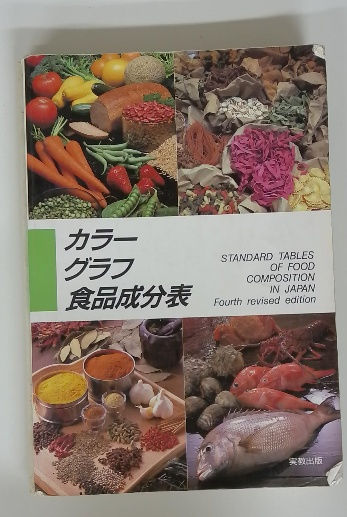 カラー
グラフ
食品成分表
STANDARD TABLES
OF FOOD
COMPOSITION
IN JAPAN
Fourth revised edition
実教出版